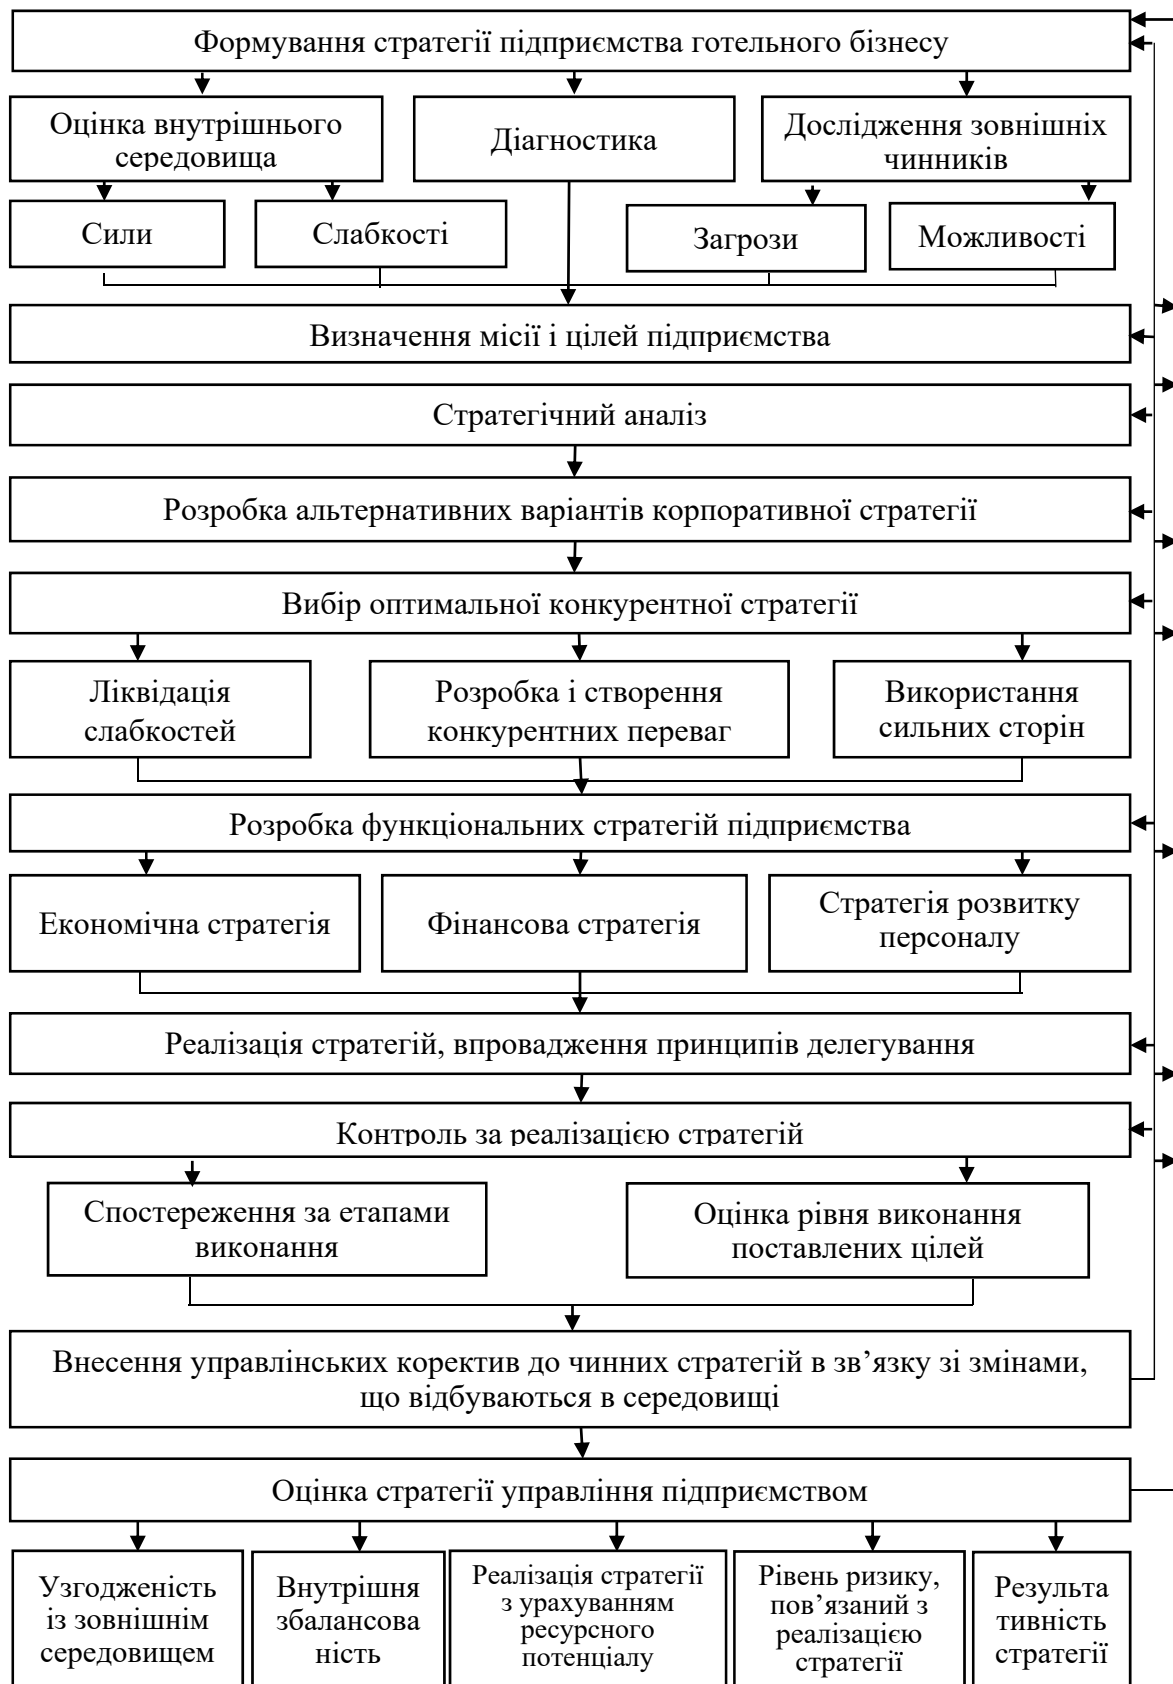 Формування стратегії підприємства готельного бізнесу
Оцінка внутрішнього
середовища
Діагностика
Дослідження зовнішніх
чинників
Сили
Слабкості
Загрози
Можливості
Визначення місії і цілей підприємства
Стратегічний аналіз
Розробка альтернативних варіантів корпоративної стратегії
Вибір оптимальної конкурентної стратегії
Ліквідація
слабкостей
Розробка і створення
конкурентних переваг
Використання
сильних сторін
Розробка функціональних стратегій підприємства
Економічна стратегія
Фінансова стратегія
Стратегія розвитку
персоналу
Реалізація стратегій, впровадження принципів делегування
Контроль за реалізацією стратегій
Спостереження за етапами
виконання
Оцінка рівня виконання
поставлених цілей
Внесення управлінських коректив до чинних стратегій в зв’язку зі змінами,
що відбуваються в середовищі
Оцінка стратегії управління підприємством
Узгодженість
із зовнішнім
середовищем
Внутрішня
збалансова
ність
Реалізація стратегії
з урахуванням
ресурсного
потенціалу
Рівень ризику,
пов’язаний з
реалізацією
стратегії
Результа
тивність
стратегії